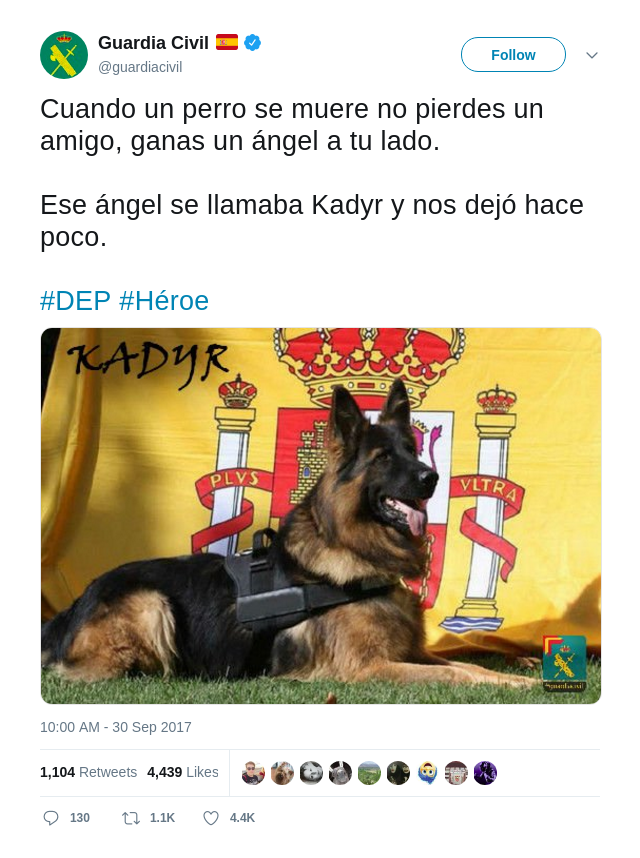 Guardia Civil 🇪🇸
@guardiacivil
Follow
Cuando un perro se muere no pierdes un
amigo, ganas un ángel a tu lado.
Ese ángel se llamaba Kadyr y nos dejó hace
poco.
#DEP #Héroe
KADYR
PLVS
VLTRA
@guardiacivil
10:00 AM - 30 Sep 2017
1,104 Retweets 4,439 Likes
130 1.1K 4.4K